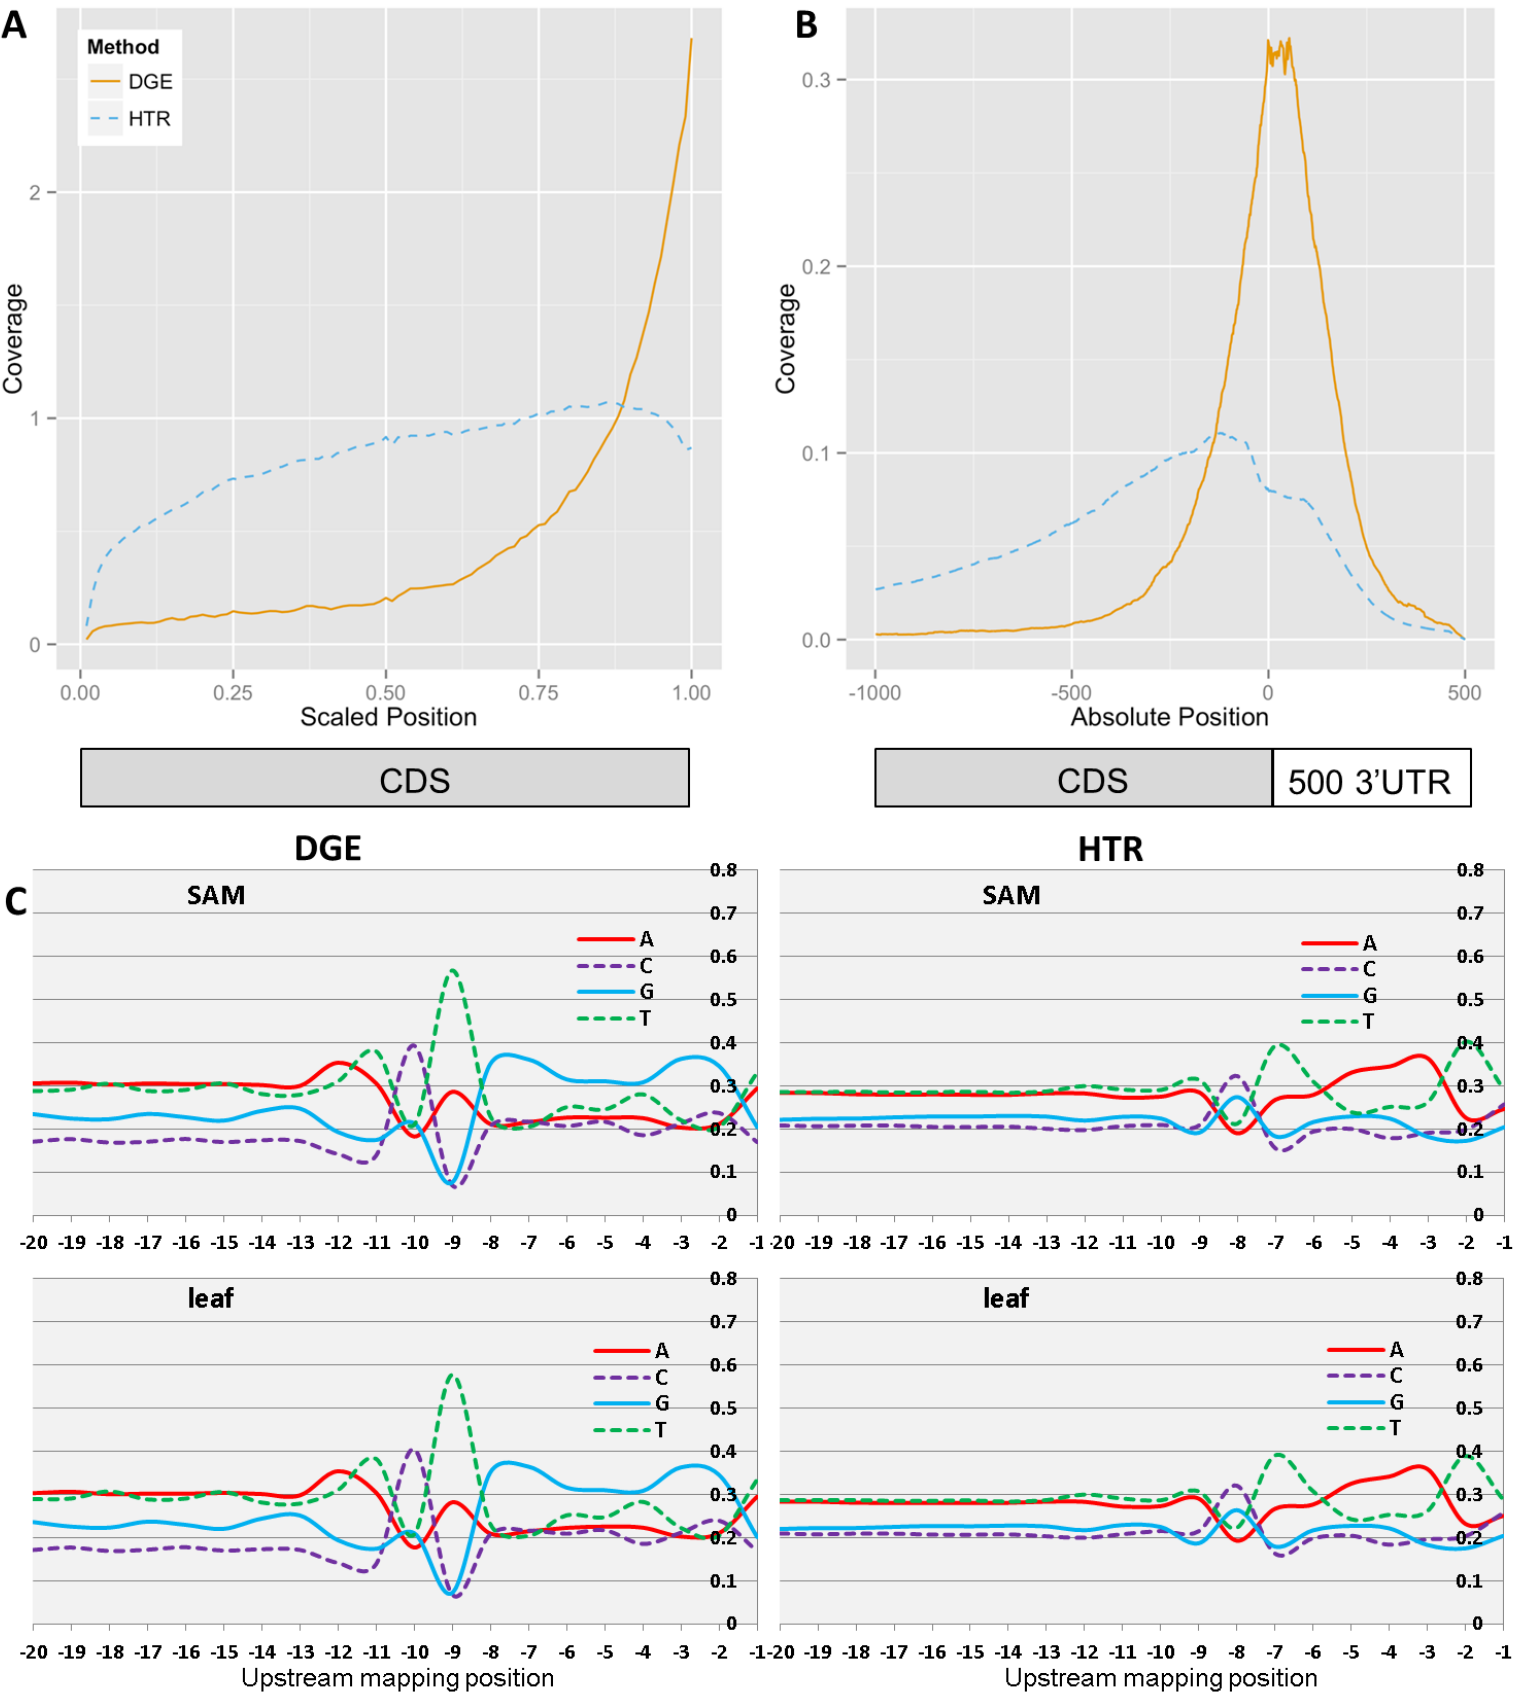 A
Method
DGE
HTR
2
1
0
Coverage
0.00 0.25 0.50 0.75 1.00
Scaled Position
CDS
B
0.3
0.2
0.1
0.0
Coverage
-1000 -500 0 500
Absolute Position
CDS 500 3'UTR
C
DGE
SAM
A
C
G
T
0.8
0.7
0.6
0.5
0.4
0.3
0.2
0.1
0
-20 -19 -18 -17 -16 -15 -14 -13 -12 -11 -10 -9 -8 -7 -6 -5 -4 -3 -2 -1
HTR
SAM
A
C
G
T
0.8
0.7
0.6
0.5
0.4
0.3
0.2
0.1
0
-20 -19 -18 -17 -16 -15 -14 -13 -12 -11 -10 -9 -8 -7 -6 -5 -4 -3 -2 -1
leaf
A
C
G
T
0.8
0.7
0.6
0.5
0.4
0.3
0.2
0.1
0
-20 -19 -18 -17 -16 -15 -14 -13 -12 -11 -10 -9 -8 -7 -6 -5 -4 -3 -2 -1
Upstream mapping position
leaf
A
C
G
T
0.8
0.7
0.6
0.5
0.4
0.3
0.2
0.1
0
-20 -19 -18 -17 -16 -15 -14 -13 -12 -11 -10 -9 -8 -7 -6 -5 -4 -3 -2 -1
Upstream mapping position